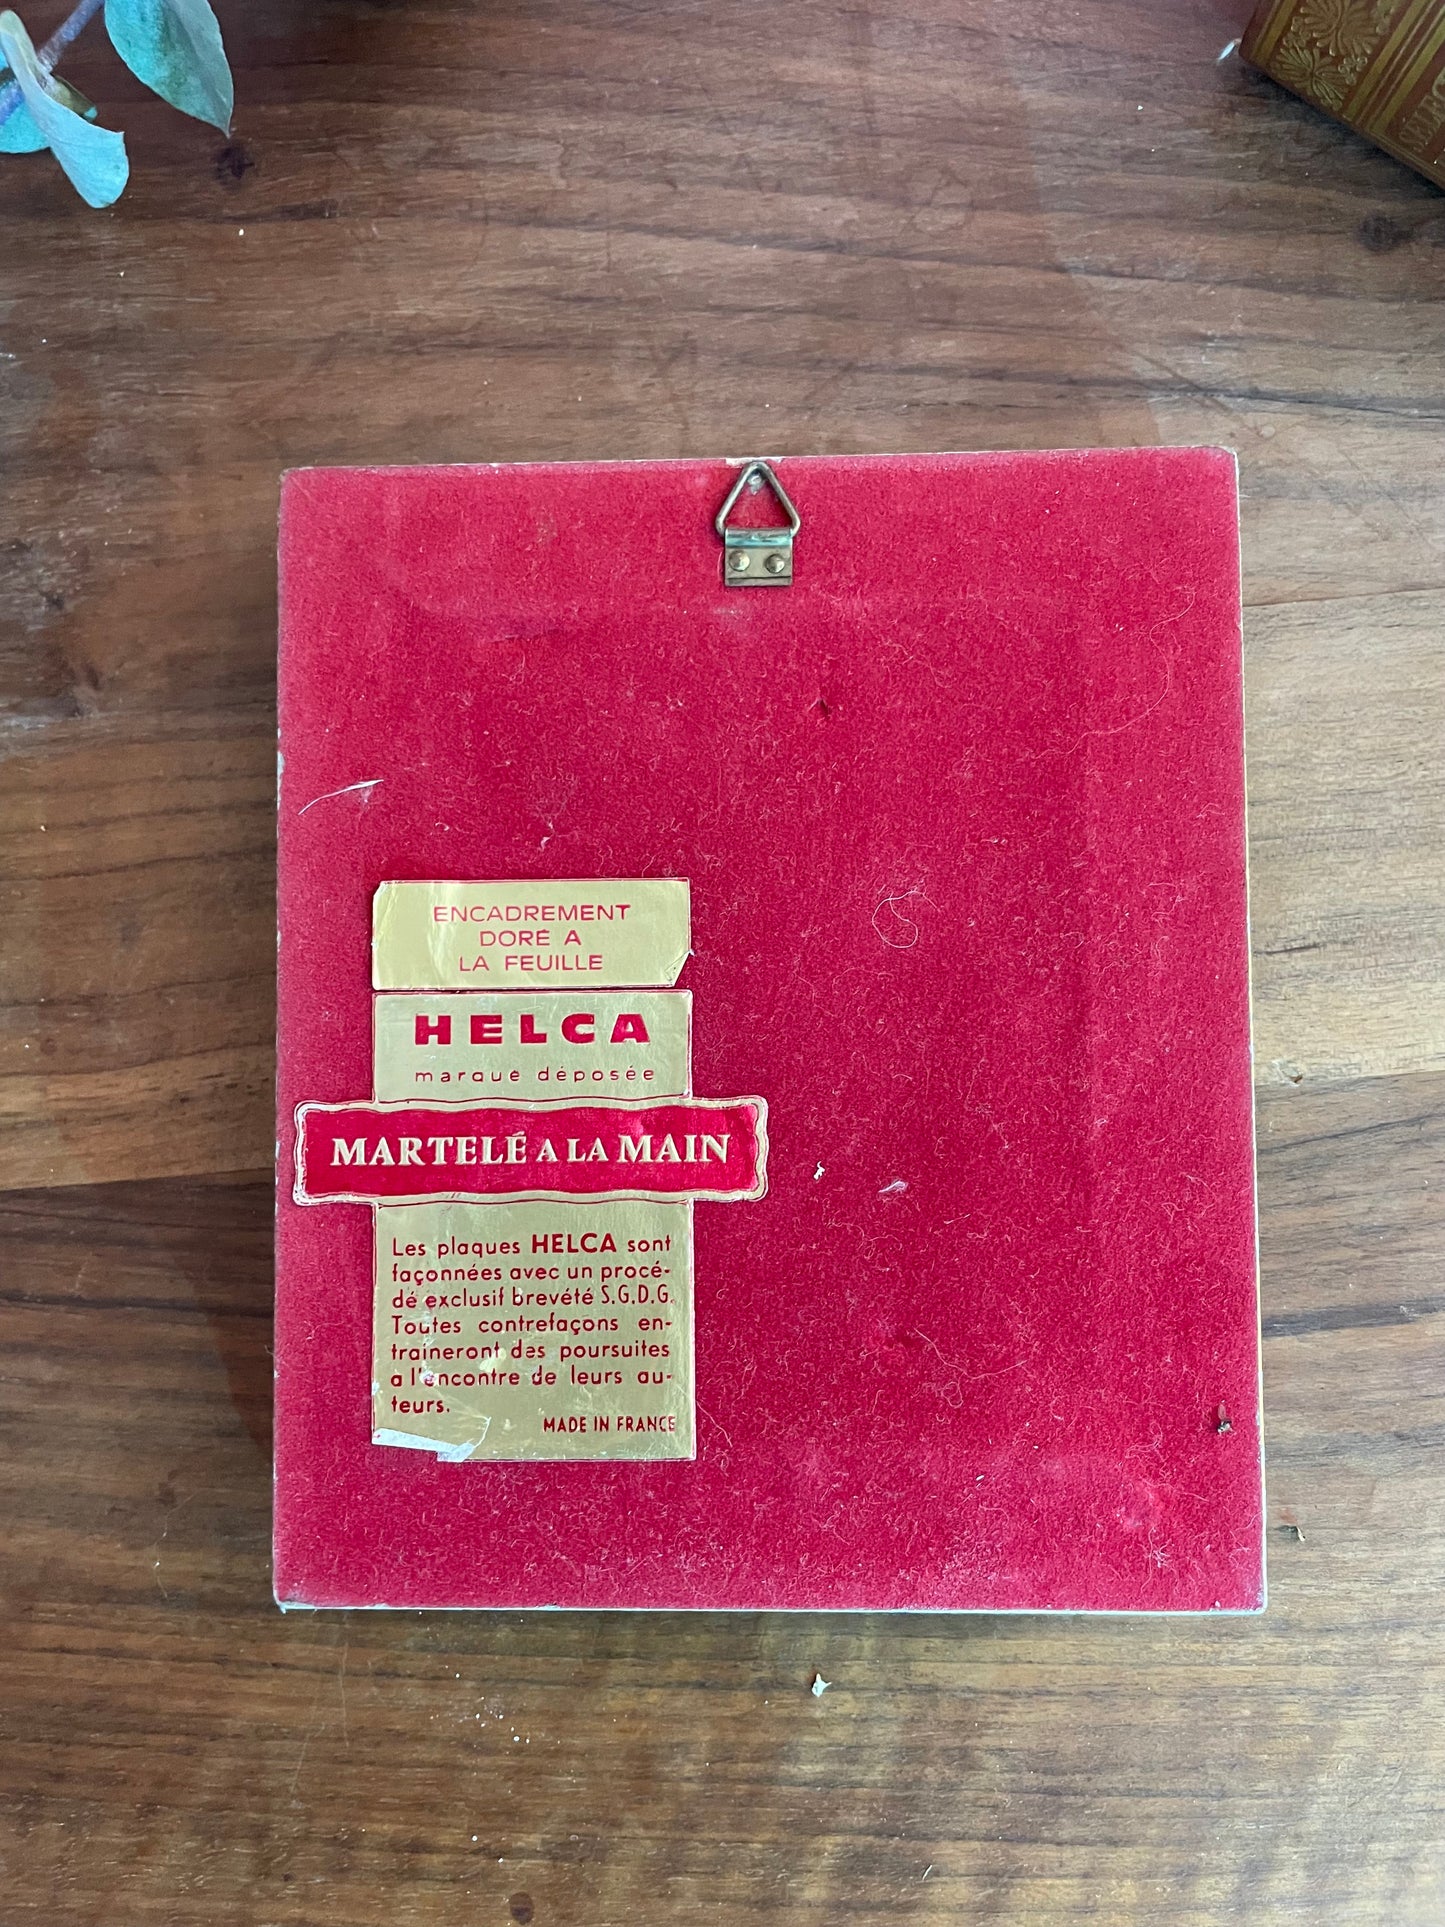 ENCADREMENT
DORÉ A
LA FEUILLE
HELCA
marque déposée
MARTELÉ A LA MAIN
Les plaques HELCA sont
façonnées avec un procé-
dé exclusif brevété S.G.D.G.
Toutes contrefaçons en-
traineront des poursuites
a l'encontre de leurs au-
teurs.
MADE IN FRANCE